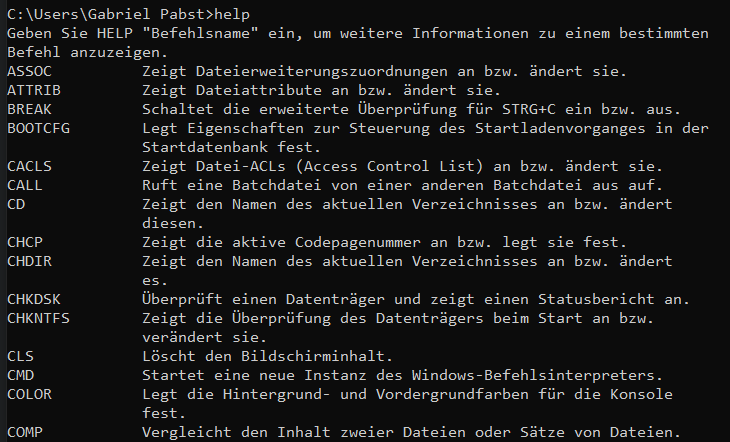 C:\Users\Gabriel Pabst>help
Geben Sie HELP "Befehlsname" ein, um weitere Informationen zu einem bestimmten
Befehl anzuzeigen.
ASSOC          Zeigt Dateierweiterungszuordnungen an bzw. ändert sie.
ATTRIB         Zeigt Dateiattribute an bzw. ändert sie.
BREAK          Schaltet die erweiterte Überprüfung für STRG+C ein bzw. aus.
BOOTCFG        Legt Eigenschaften zur Steuerung des Startladenvorganges in der
               Startdatenbank fest.
CACLS          Zeigt Datei-ACLs (Access Control List) an bzw. ändert sie.
CALL           Ruft eine Batchdatei von einer anderen Batchdatei aus auf.
CD             Zeigt den Namen des aktuellen Verzeichnisses an bzw. ändert
               diesen.
CHCP           Zeigt die aktive Codepagenummer an bzw. legt sie fest.
CHDIR          Zeigt den Namen des aktuellen Verzeichnisses an bzw. ändert
               es.
CHKDSK         Überprüft einen Datenträger und zeigt einen Statusbericht an.
CHKNTFS        Zeigt die Überprüfung des Datenträgers beim Start an bzw.
               verändert sie.
CLS            Löscht den Bildschirminhalt.
CMD            Startet eine neue Instanz des Windows-Befehlsinterpreters.
COLOR          Legt die Hintergrund- und Vordergrundfarben für die Konsole
               fest.
COMP           Vergleicht den Inhalt zweier Dateien oder Sätze von Dateien.